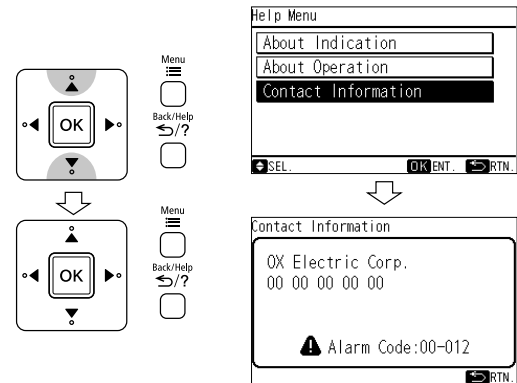 Menu
Back/Help
/?
OK
Menu
Back/Help
/?
OK
Help Menu
About Indication
About Operation
Contact Information
SEL. OK ENT. RTN.
Contact Information
OX Electric Corp.
00 00 00 00 00
Alarm Code:00-012
RTN.